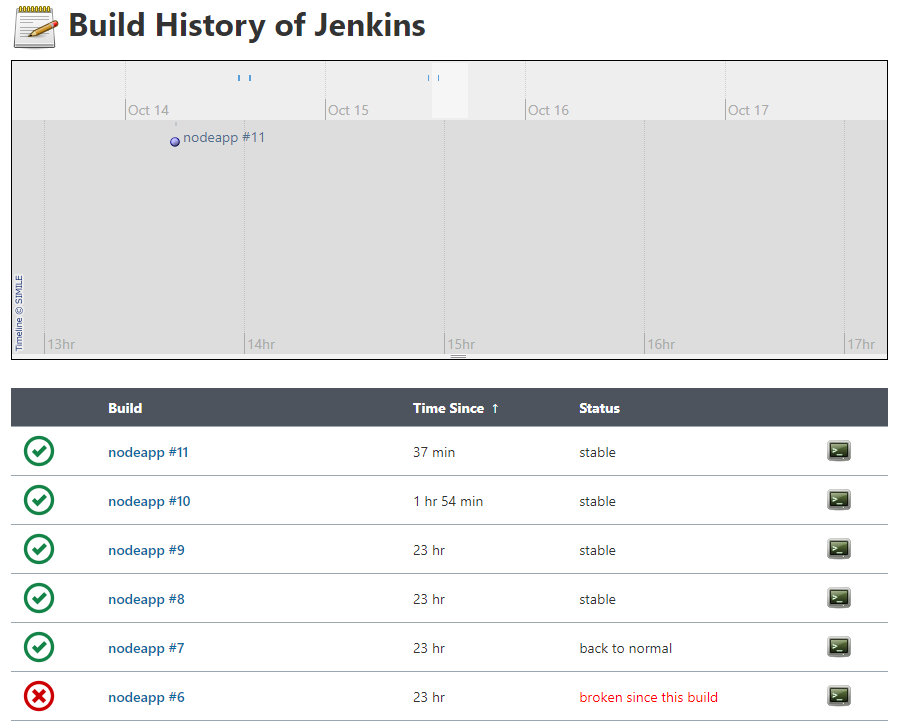 Build History of Jenkins
Oct 14 Oct 15 Oct 16 Oct 17
nodeapp #11
Timeline © SIMILE
13hr 14hr 15hr 16hr 17hr
Build Time Since ↑ Status
nodeapp #11 37 min stable
nodeapp #10 1 hr 54 min stable
nodeapp #9 23 hr stable
nodeapp #8 23 hr stable
nodeapp #7 23 hr back to normal
nodeapp #6 23 hr broken since this build